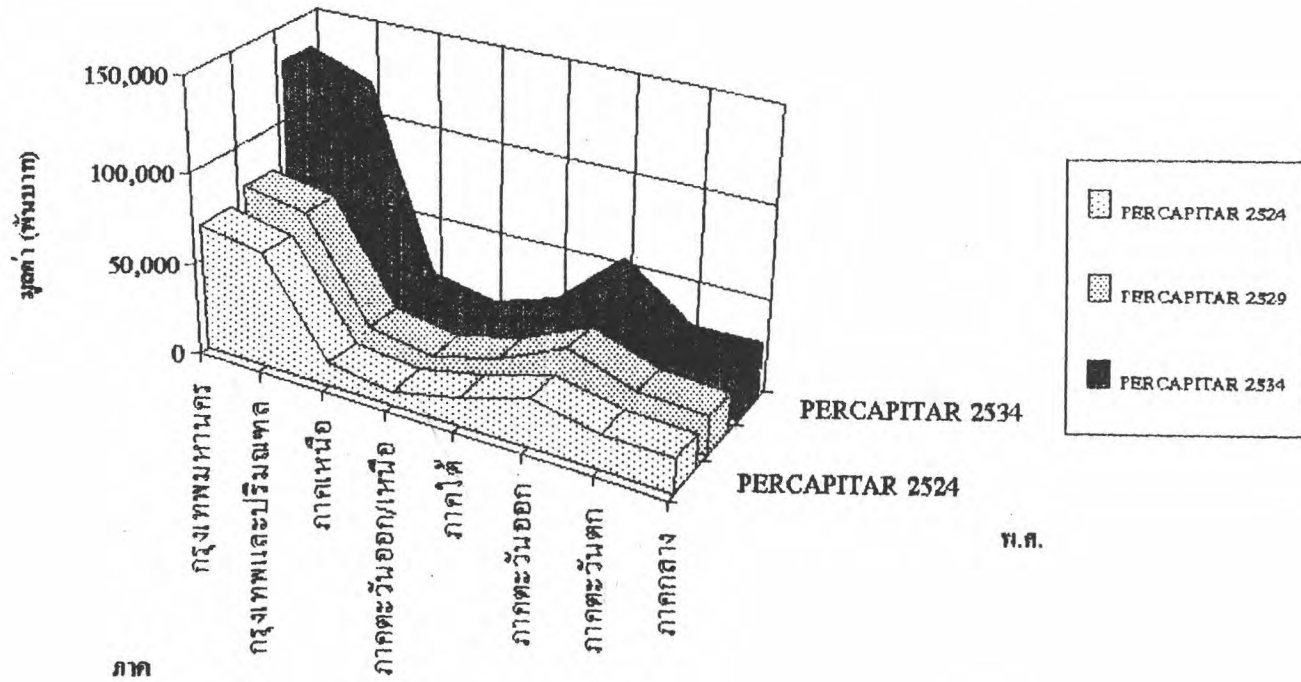 150,000
100,000
50,000
0
มูลค่า (พันบาท)
กรุงเทพมหานคร
กรุงเทพและปริมณฑล
ภาคเหนือ
ภาคตะวันออก/เหนือ
ภาคใต้
ภาคตะวันออก
ภาคตะวันตก
ภาคกลาง
ภาค
PERCAPITAR 2534
PERCAPITAR 2524
พ.ศ.
PERCAPITAR 2524
PERCAPITAR 2529
PERCAPITAR 2534